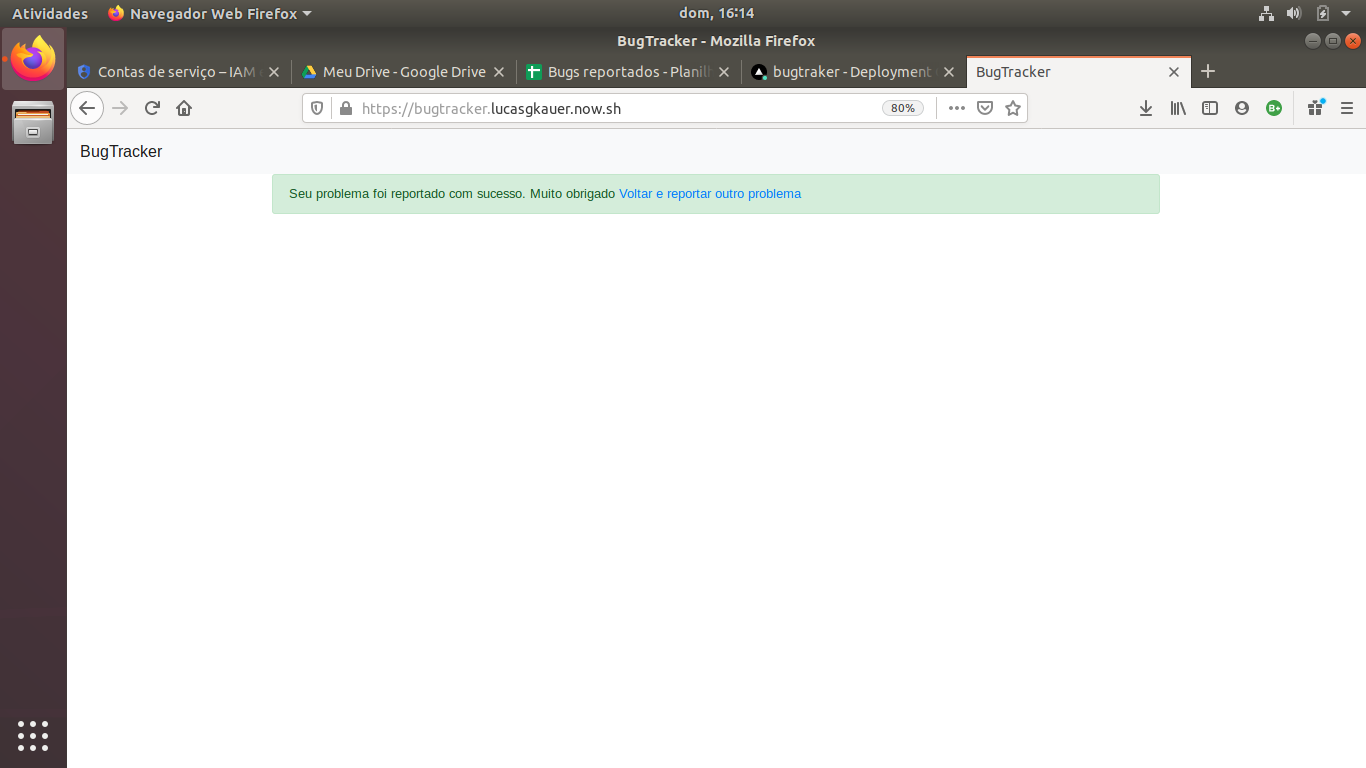 Atividades Navegador Web Firefox dom, 16:14
BugTracker - Mozilla Firefox
Contas de serviço – IAM Meu Drive - Google Drive Bugs reportados - Planil bugtraker - Deployment BugTracker
https://bugtracker.lucasgkauer.now.sh 80% B+
BugTracker
Seu problema foi reportado com sucesso. Muito obrigado Voltar e reportar outro problema